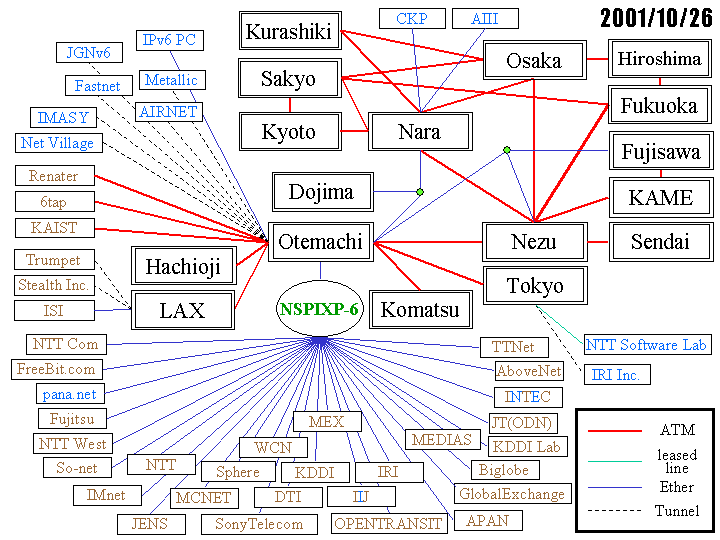 2001/10/26
CKP
AIII
IPv6 PC
JGNv6
Kurashiki
Osaka
Hiroshima
Fastnet
Metallic
Sakyo
Fukuoka
IMASY
AIRNET
Net Village
Kyoto
Nara
Fujisawa
Renater
6tap
Dojima
KAME
KAIST
Otemachi
Nezu
Sendai
Trumpet
Hachioji
Stealth Inc.
Tokyo
ISI
LAX
NSPIXP-6
Komatsu
NTT Com
TTNet
NTT Software Lab
FreeBit.com
AboveNet
IRI Inc.
pana.net
INTEC
Fujitsu
MEX
JT(ODN)
NTT West
WCN
MEDIAS
KDDI Lab
So-net
NTT
Sphere
KDDI
IRI
Biglobe
IMnet
MCNET
DTI
IIJ
GlobalExchange
JENS
SonyTelecom
OPENTRANSIT
APAN
ATM
leased
line
Ether
Tunnel